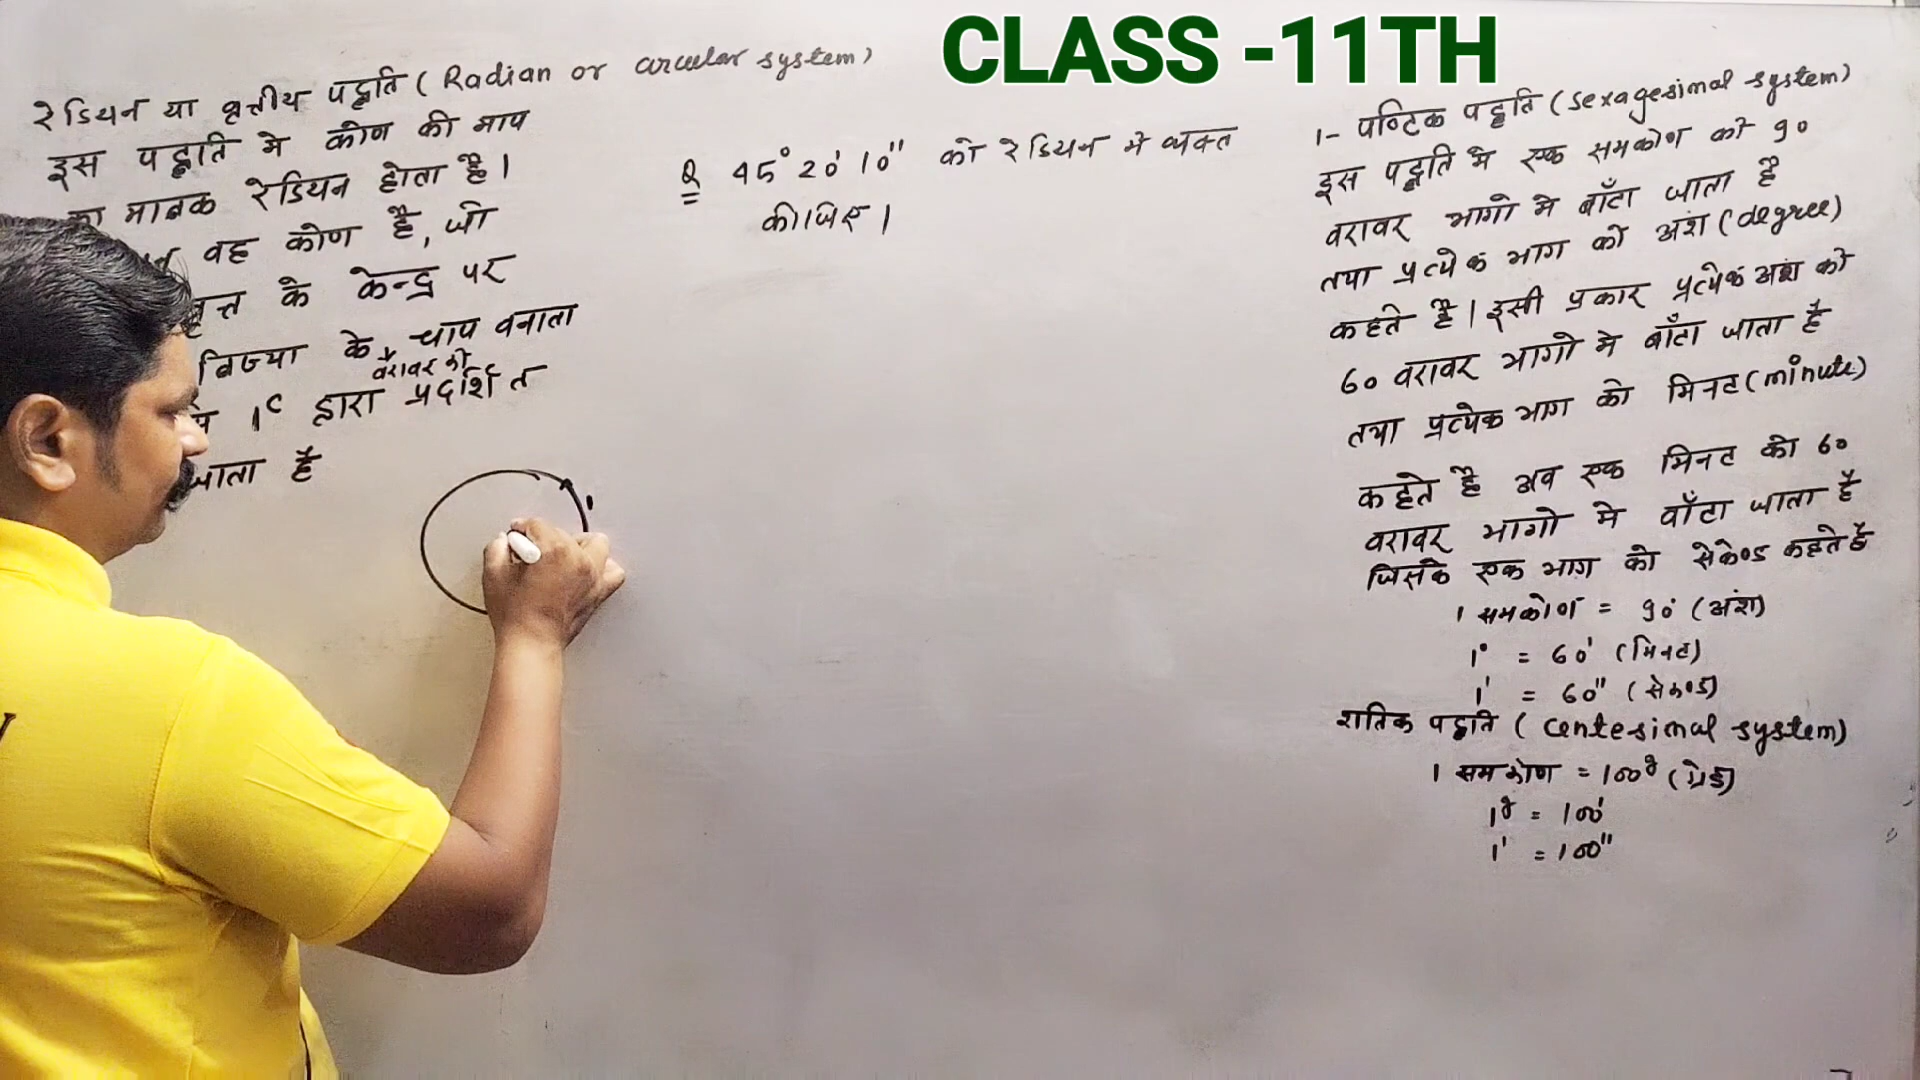 CLASS -11TH
रेडियन या वृत्तीय पद्धति ( Radian or circular system)
इस पद्धति मे कोण की माप
का मात्रक रेडियन होता है।
वह कोण है, जो
वृत्त के केन्द्र पर
त्रिज्या के चाप बनाता
बराबर की
1ᶜ द्वारा प्रदर्शित
जाता है
Q 45° 20' 10" को रेडियन मे व्यक्त
कीजिए।
1- षष्टिक पद्धति (Sexagesimal system)
इस पद्धति मे एक समकोण को 90
बराबर भागो मे बाँटा जाता है
तथा प्रत्येक भाग को अंश (degree)
कहते है। इसी प्रकार प्रत्येक अंश को
60 बराबर भागो मे बाँटा जाता है
तथा प्रत्येक भाग को मिनट (minute)
कहते है अब एक मिनट को 60
बराबर भागो मे बाँटा जाता है
जिसके एक भाग को सेकेण्ड कहते है
1 समकोण = 90° (अंश)
1° = 60' (मिनट)
1' = 60" (सेकण्ड)
शतिक पद्धति ( Centesimal system)
1 समकोण = 100ᵍ (ग्रेड)
1ᵍ = 100'
1' = 100"